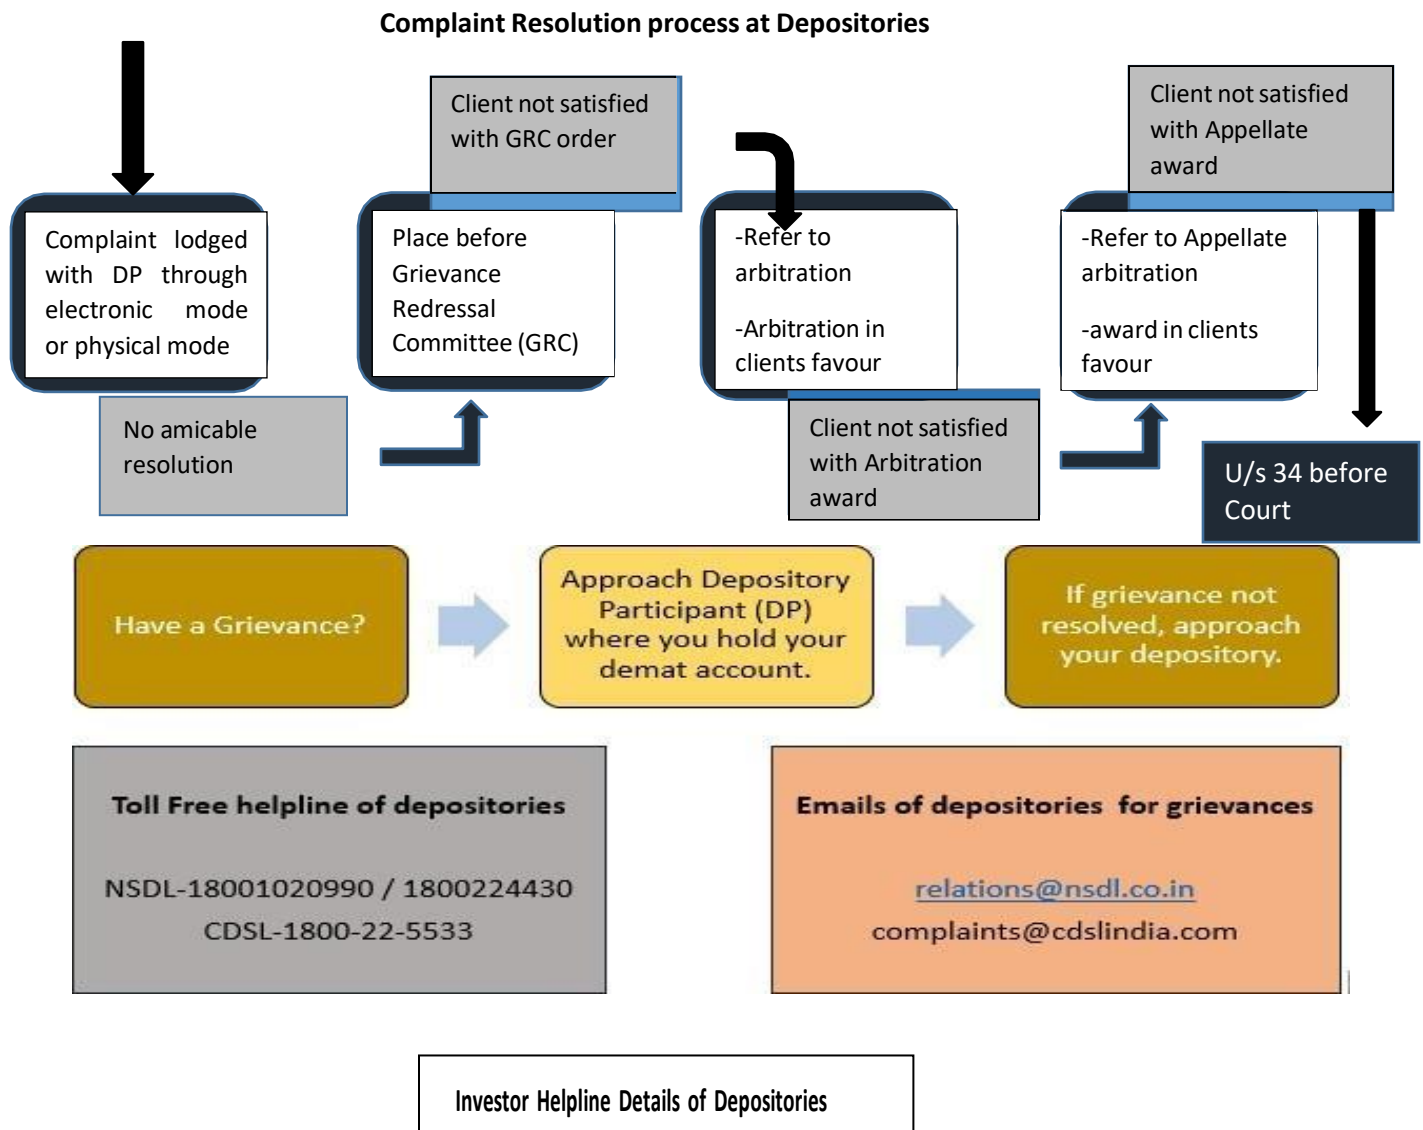 Complaint Resolution process at Depositories
Complaint lodged
with DP through
electronic mode
or physical mode
No amicable
resolution
Place before
Grievance
Redressal
Committee (GRC)
Client not satisfied
with GRC order
-Refer to
arbitration
-Arbitration in
clients favour
Client not satisfied
with Arbitration
award
-Refer to Appellate
arbitration
-award in clients
favour
Client not satisfied
with Appellate
award
U/s 34 before
Court
Have a Grievance?
Approach Depository
Participant (DP)
where you hold your
demat account.
If grievance not
resolved, approach
your depository.
Toll Free helpline of depositories
NSDL-18001020990 / 1800224430
CDSL-1800-22-5533
Emails of depositories for grievances
relations@nsdl.co.in
complaints@cdslindia.com
Investor Helpline Details of Depositories